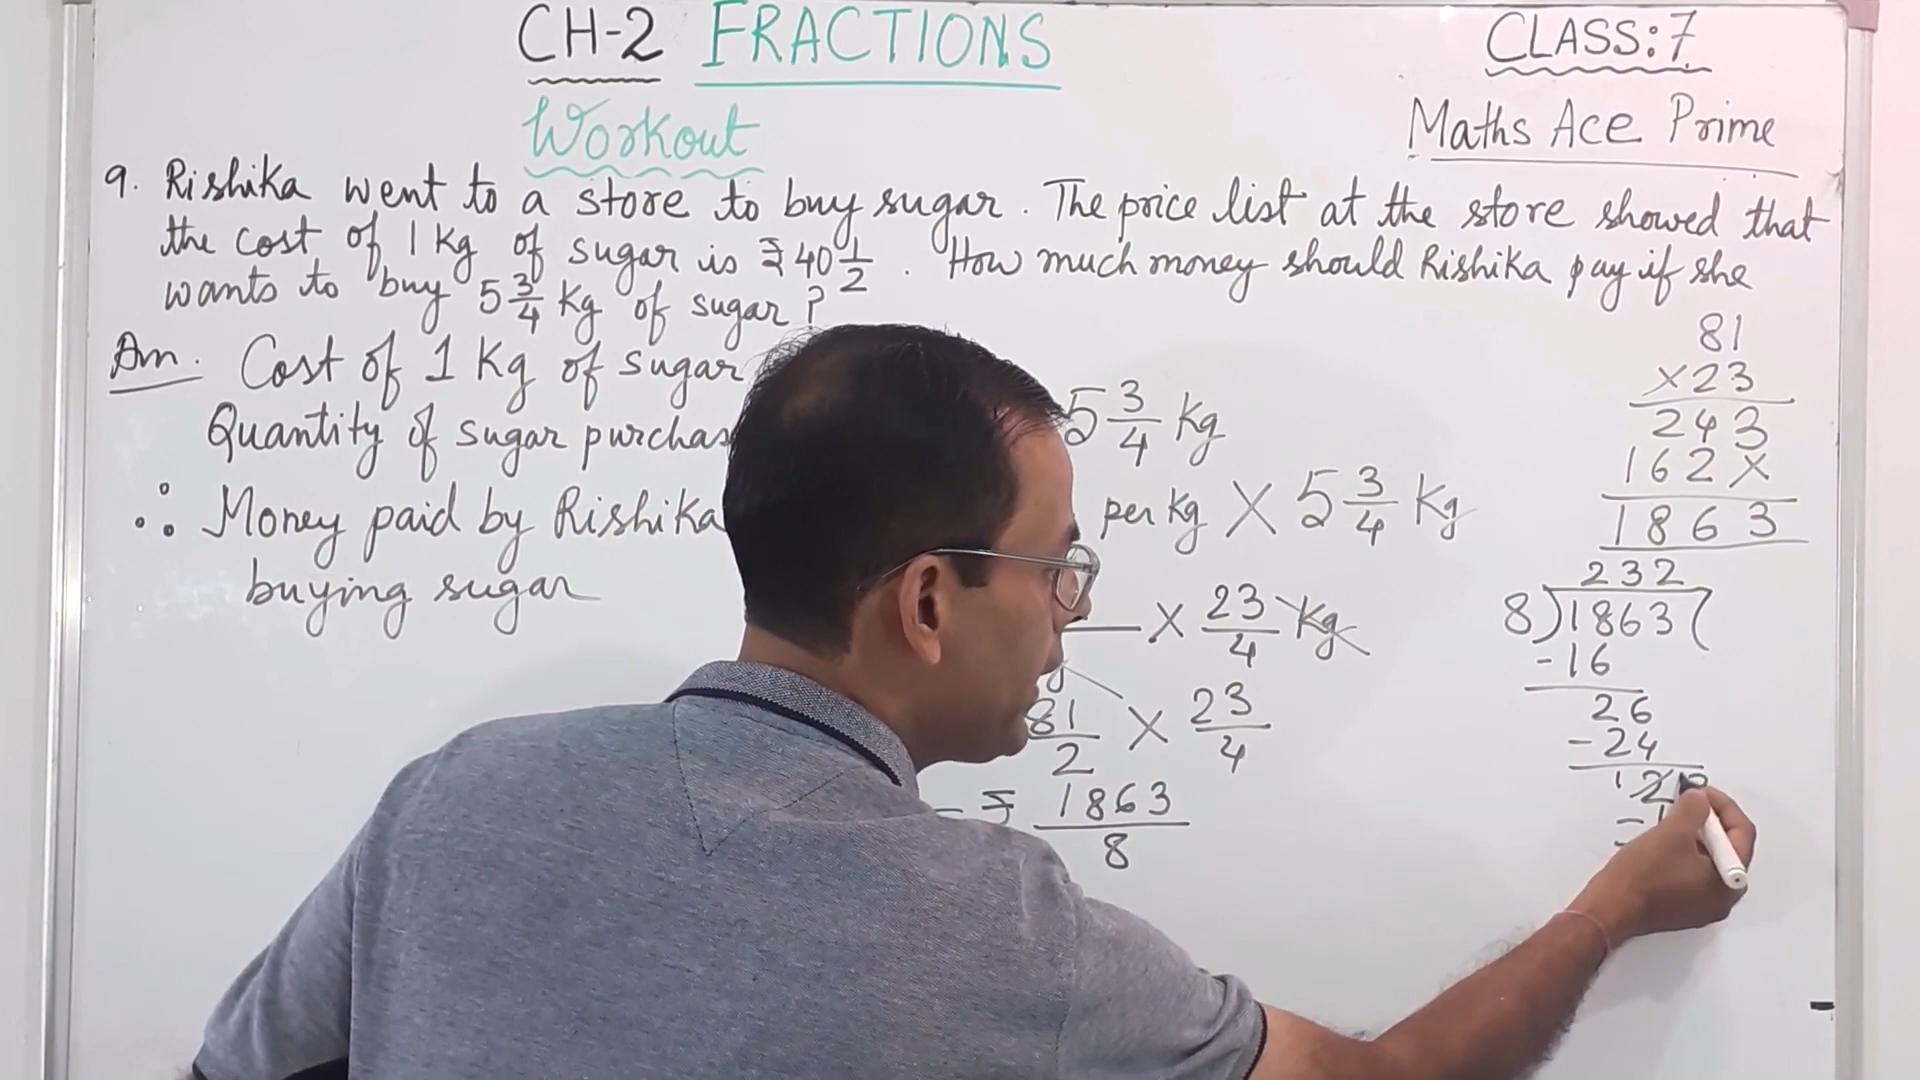 CH-2 FRACTIONS
CLASS:7
Workout
Maths Ace Prime
9. Rishika went to a store to buy sugar. The price list at the store showed that
the cost of 1 Kg of sugar is ₹40 1/2. How much money should Rishika pay if she
wants to buy 5 3/4 Kg of sugar?
Ans. Cost of 1 Kg of sugar
Quantity of sugar purchas 5 3/4 Kg
∴ Money paid by Rishika per Kg × 5 3/4 Kg
buying sugar
× 23/4 Kg
81/2 × 23/4
= ₹ 1863/8
81
×23
243
162×
1863
232
8)1863(
-16
26
-24